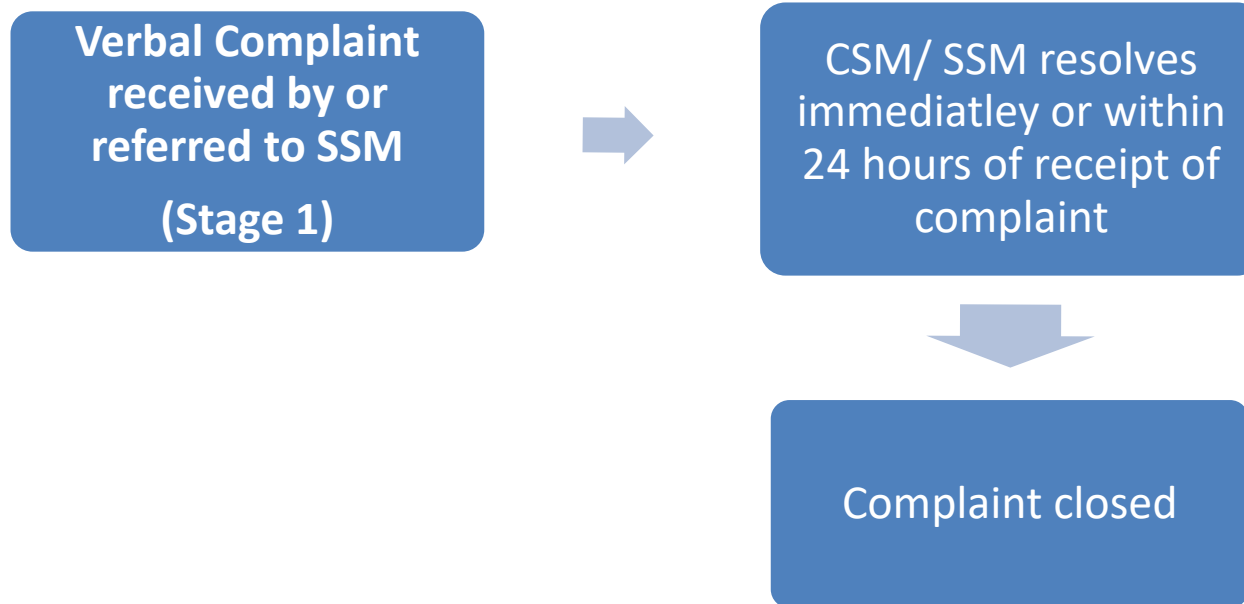 Verbal Complaint
received by or
referred to SSM
(Stage 1)
CSM/ SSM resolves
immediatley or within
24 hours of receipt of
complaint
Complaint closed